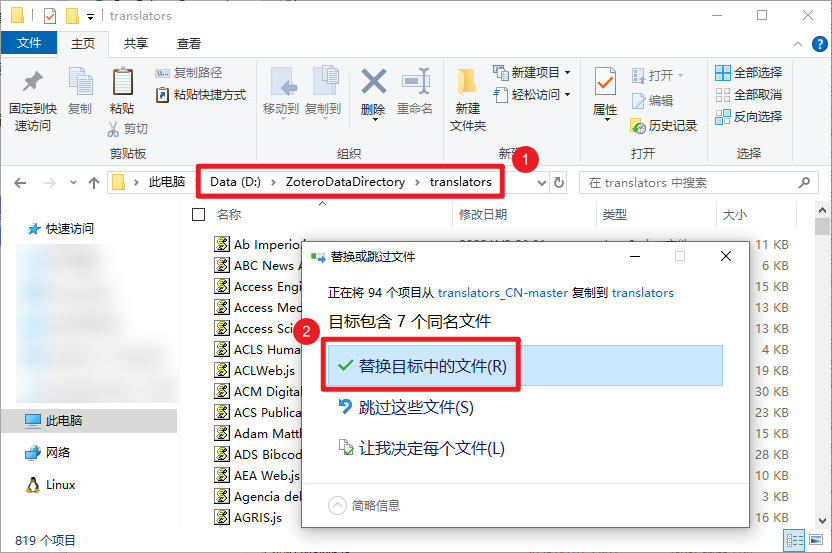 translators
文件 主页 共享 查看
固定到快速访问
复制
粘贴
复制路径
粘贴快捷方式
剪切
剪贴板
移动到
复制到
删除
重命名
组织
新建文件夹
新建项目
轻松访问
新建
属性
打开
编辑
历史记录
打开
全部选择
全部取消
反向选择
选择
1
此电脑 Data (D:) ZoteroDataDirectory translators
在 translators 中搜索
名称 修改日期 类型 大小
快速访问
此电脑
网络
Linux
Ab Imperio 11 KB
ABC News A 6 KB
Access Engi 5 KB
Access Med
Access Scie
ACLS Huma 4 KB
ACLWeb.js 19 KB
ACM Digital
ACS Publica 23 KB
Adam Matth 15 KB
ADS Bibcod 28 KB
AEA Web.js 10 KB
Agencia del 3 KB
AGRIS.js 16 KB
替换或跳过文件
正在将 94 个项目从 translators_CN-master 复制到 translators
目标包含 7 个同名文件
2
替换目标中的文件(R)
跳过这些文件(S)
让我决定每个文件(L)
简略信息
819 个项目